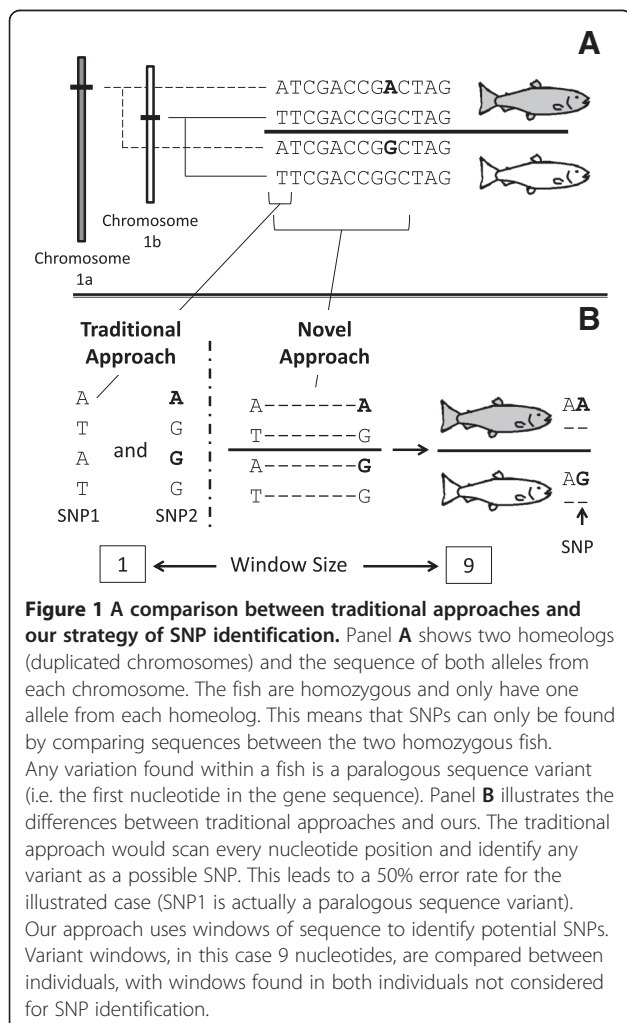 A
ATCGACCGACTAG
TTCGACCGGCTAG
ATCGACCGGCTAG
TTCGACCGGCTAG
Chromosome
1b
Chromosome
1a
B
Traditional
Approach
Novel
Approach
A
T
A
T
SNP1
and
A
G
G
G
SNP2
A------A
T------G
A------G
T------G
AA
--
AG
--
SNP
1
Window Size
9
Figure 1 A comparison between traditional approaches and
our strategy of SNP identification. Panel A shows two homeologs
(duplicated chromosomes) and the sequence of both alleles from
each chromosome. The fish are homozygous and only have one
allele from each homeolog. This means that SNPs can only be found
by comparing sequences between the two homozygous fish.
Any variation found within a fish is a paralogous sequence variant
(i.e. the first nucleotide in the gene sequence). Panel B illustrates the
differences between traditional approaches and ours. The traditional
approach would scan every nucleotide position and identify any
variant as a possible SNP. This leads to a 50% error rate for the
illustrated case (SNP1 is actually a paralogous sequence variant).
Our approach uses windows of sequence to identify potential SNPs.
Variant windows, in this case 9 nucleotides, are compared between
individuals, with windows found in both individuals not considered
for SNP identification.